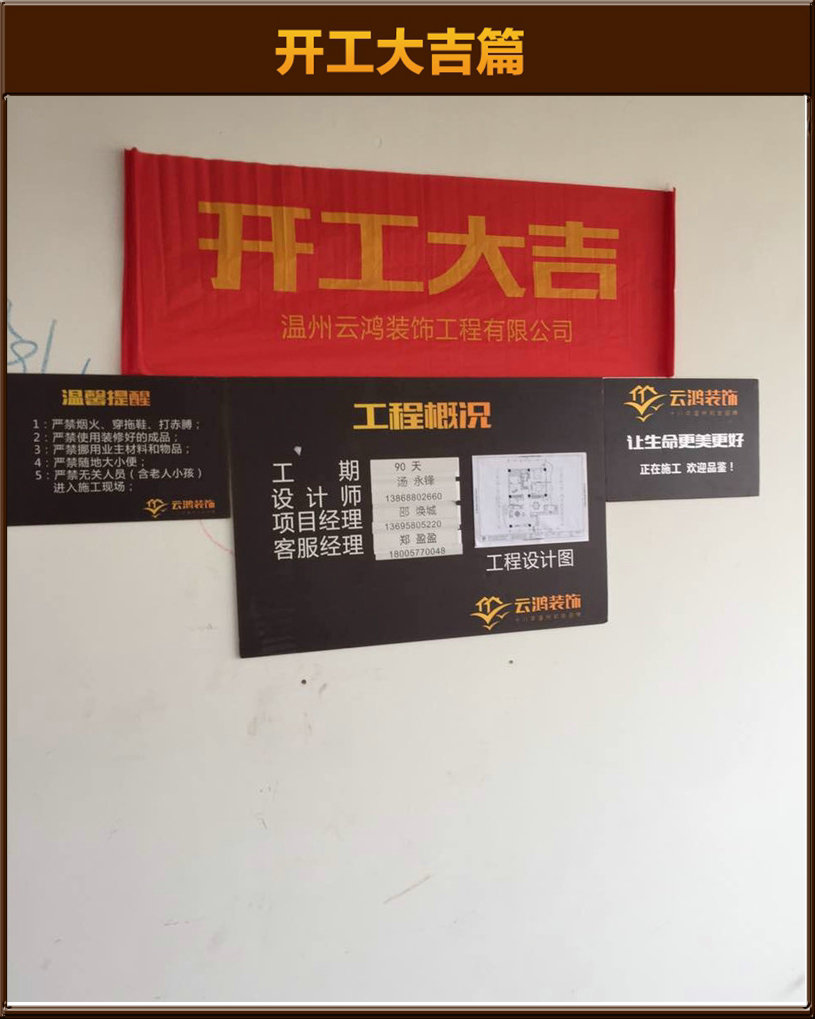 开工大吉篇
开工大吉
温州云鸿装饰工程有限公司
温馨提醒
1：严禁烟火、穿拖鞋、打赤膊；
2：严禁使用装修好的成品；
3：严禁挪用业主材料和物品；
4：严禁随地大小便；
5：严禁无关人员（含老人小孩）
进入施工现场；
云鸿装饰
工程概况
工 期 90 天
设计师 汤 永锋
13868802660
项目经理 邵 焕城
13695805220
客服经理 郑 盈盈
18005770048
工程设计图
云鸿装饰
云鸿装饰
让生命更美更好
正在施工 欢迎品鉴！